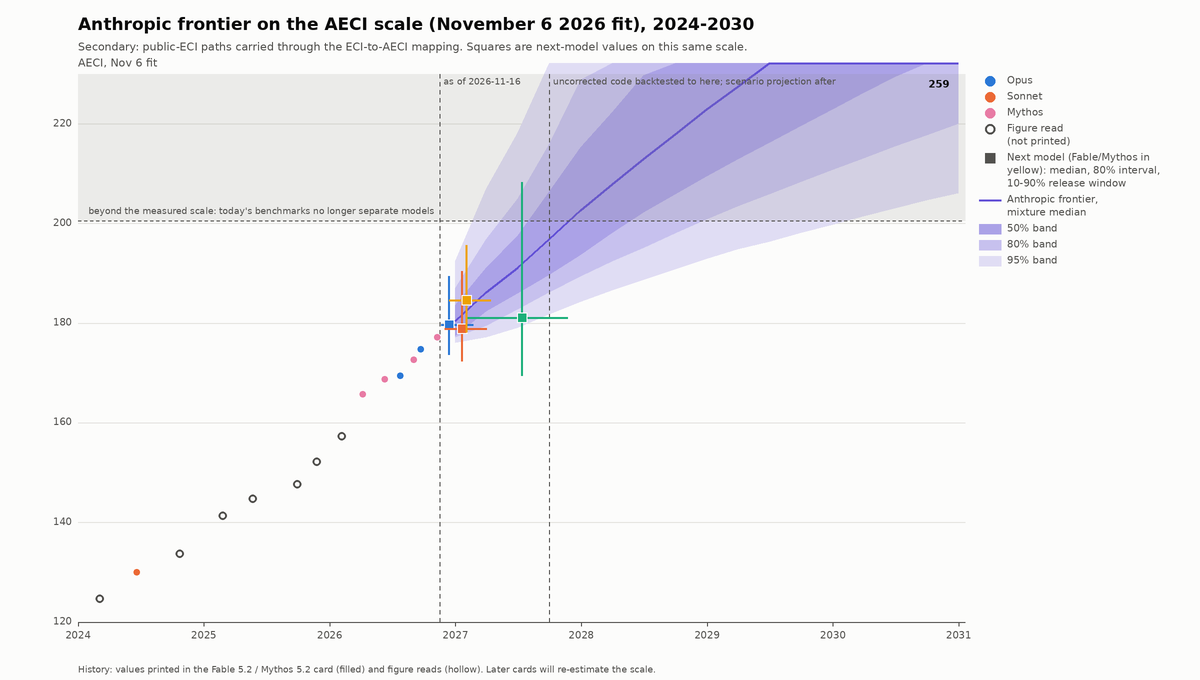 Anthropic frontier on the AECI scale (November 6 2026 fit), 2024-2030
Secondary: public-ECI paths carried through the ECI-to-AECI mapping. Squares are next-model values on this same scale.
AECI, Nov 6 fit
as of 2026-11-16
uncorrected code backtested to here; scenario projection after
259
220
beyond the measured scale: today's benchmarks no longer separate models
200
180
160
140
120
2024
2025
2026
2027
2028
2029
2030
2031
Opus
Sonnet
Mythos
Figure read
(not printed)
Next model (Fable/Mythos in
yellow): median, 80% interval,
10-90% release window
Anthropic frontier,
mixture median
50% band
80% band
95% band
History: values printed in the Fable 5.2 / Mythos 5.2 card (filled) and figure reads (hollow). Later cards will re-estimate the scale.